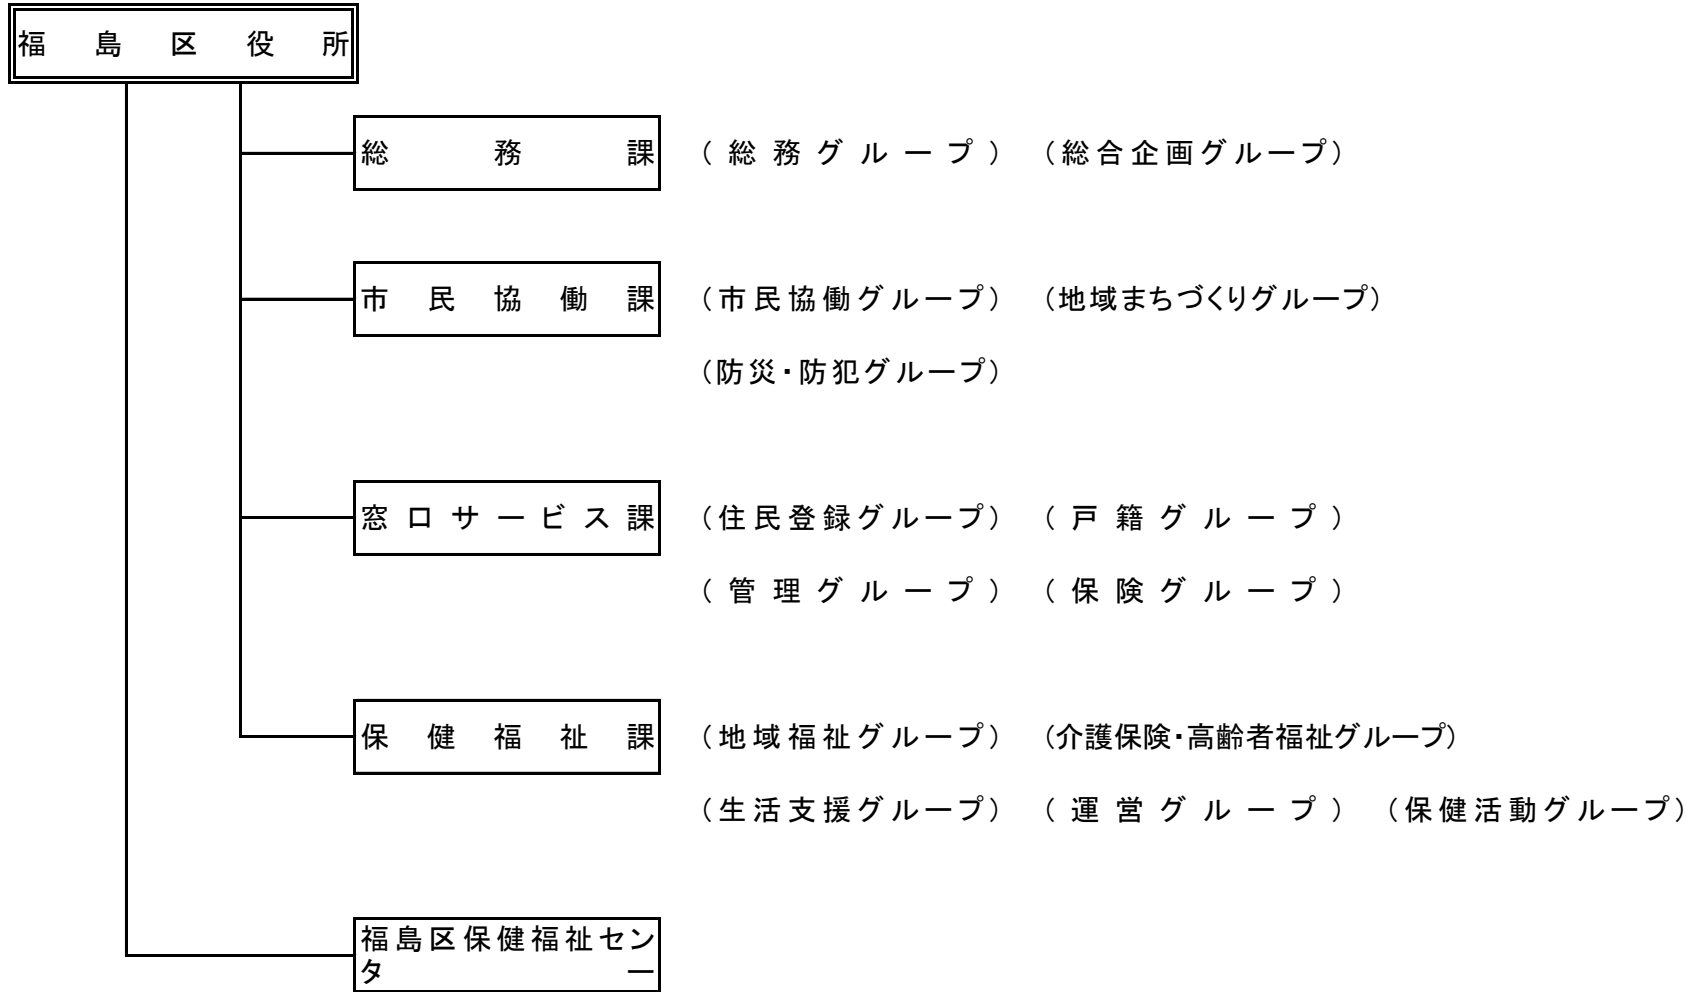 福島区役所
総務課 (総務グループ) (総合企画グループ)
市民協働課 (市民協働グループ) (地域まちづくりグループ)
(防災・防犯グループ)
窓口サービス課 (住民登録グループ) (戸籍グループ)
(管理グループ) (保険グループ)
保健福祉課 (地域福祉グループ) (介護保険・高齢者福祉グループ)
(生活支援グループ) (運営グループ) (保健活動グループ)
福島区保健福祉セン
ター